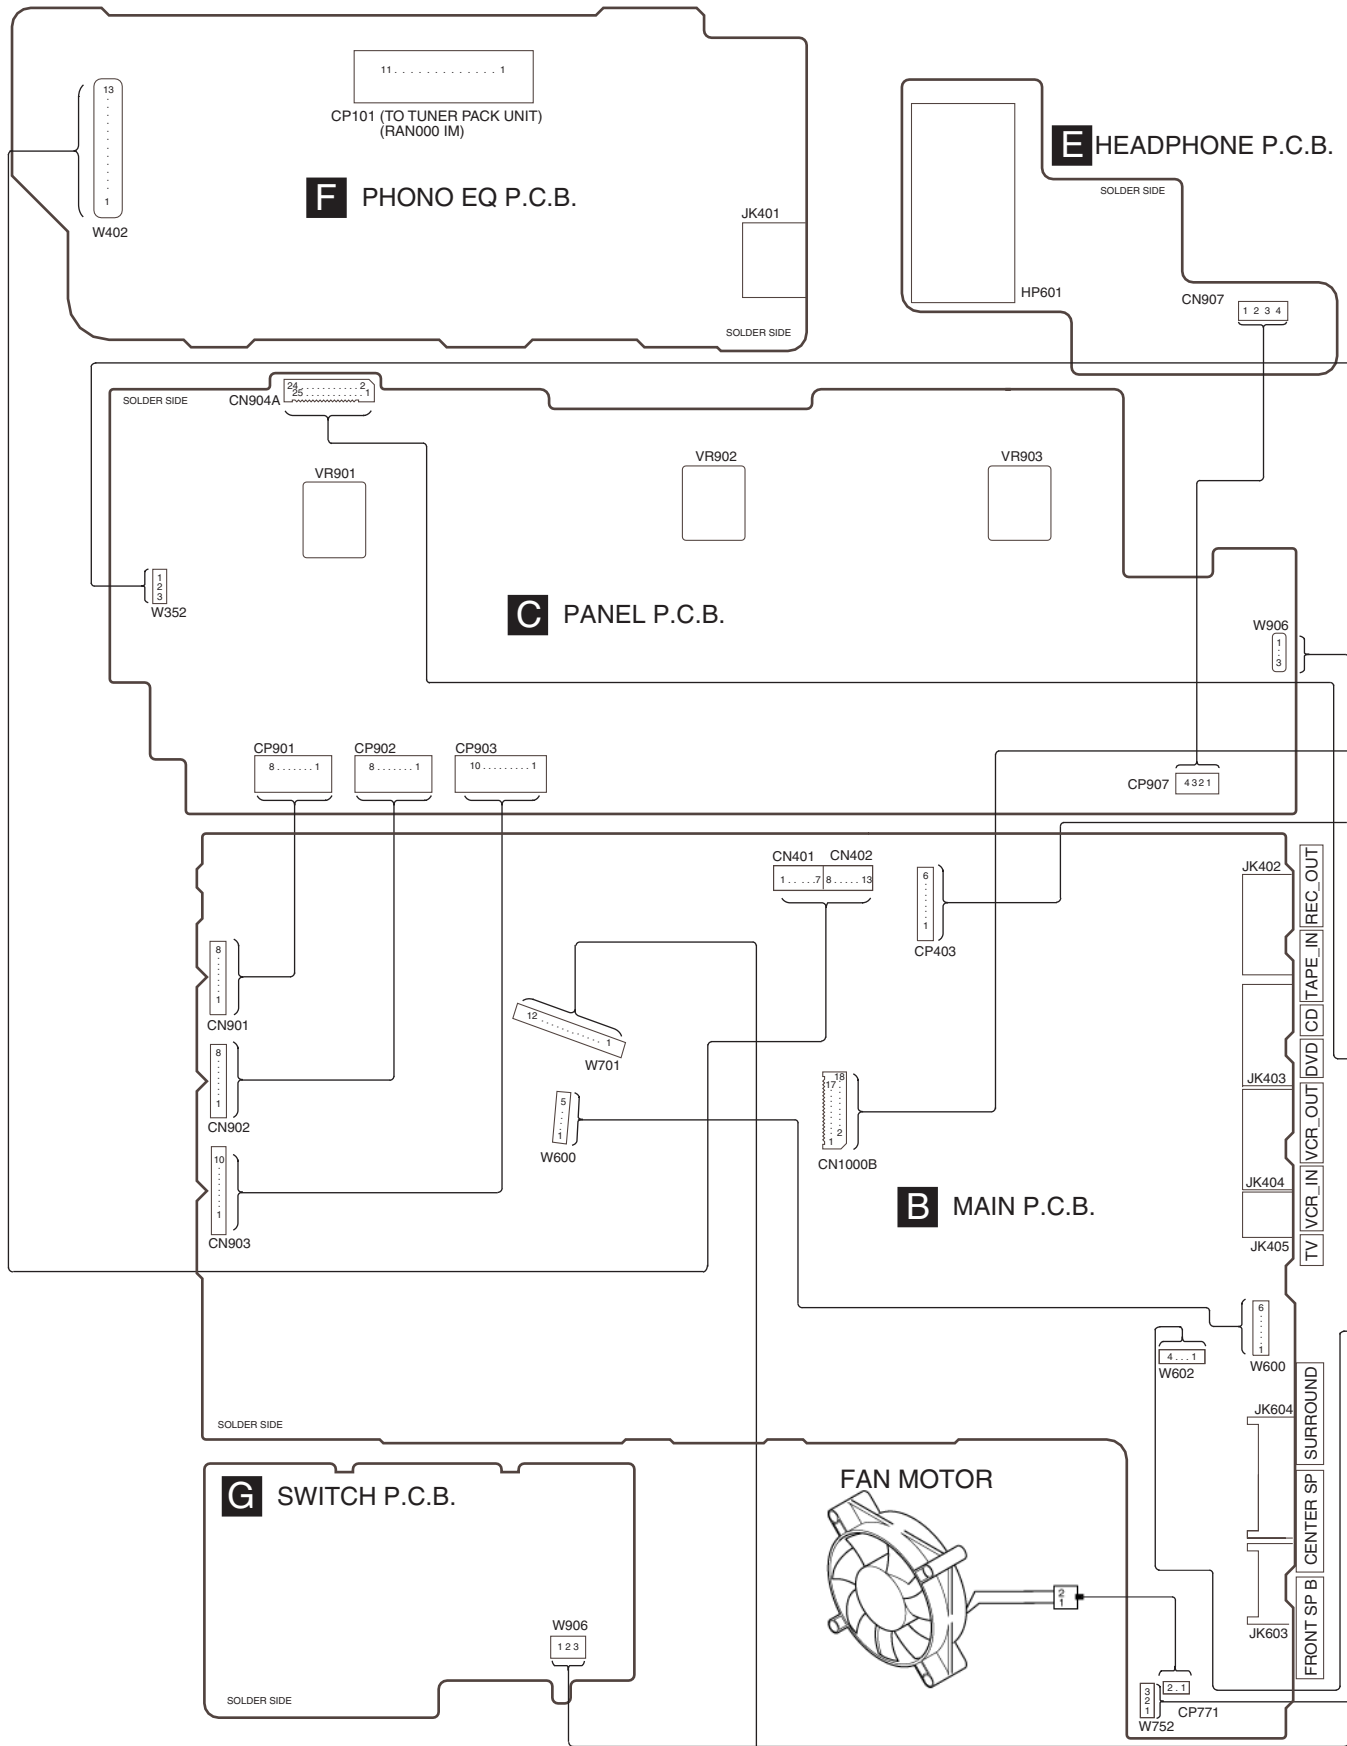 11 . . . . . . . . . . . . . 1
CP101 (TO TUNER PACK UNIT)
(RAN000 IM)
13
1
W402
F PHONO EQ P.C.B.
JK401
SOLDER SIDE
E HEADPHONE P.C.B.
SOLDER SIDE
HP601
CN907
1 2 3 4
SOLDER SIDE
CN904A
24 . . . . . . . . . . 2
25 . . . . . . . . . . . 1
VR901
VR902
VR903
1
2
3
W352
C PANEL P.C.B.
W906
1
3
CP901
8 . . . . . . . 1
CP902
8 . . . . . . . 1
CP903
10 . . . . . . . . . 1
CP907
4 3 2 1
CN401 CN402
1 . . . . . 7 8 . . . . . 13
6
1
CP403
JK402
REC_OUT
TAPE_IN
8
1
CN901
12 . . . . . . . . . . . . 1
W701
CD
DVD
JK403
8
1
CN902
5
1
W600
18
17
2
1
CN1000B
VCR_OUT
JK404
VCR_IN
10
1
CN903
B MAIN P.C.B.
JK405
TV
6
1
W600
4 . . . 1
W602
SOLDER SIDE
JK604
SURROUND
CENTER SP
G SWITCH P.C.B.
FAN MOTOR
2
1
JK603
FRONT SP B
W906
1 2 3
SOLDER SIDE
2 . 1
CP771
3
2
1
W752